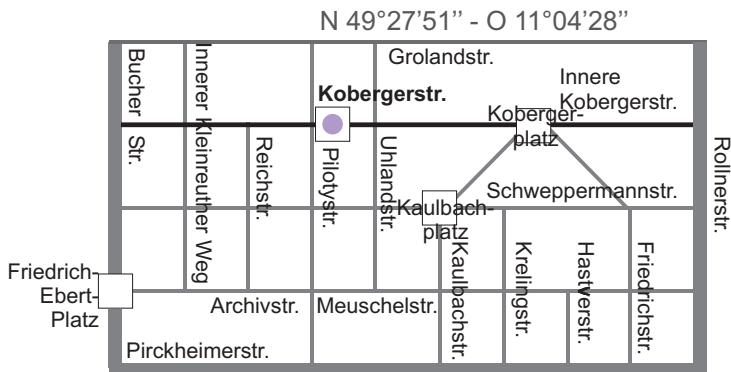 N 49°27'51’’ - O 11°04'28’’
Grolandstr.
Bucher
Str.
Innerer Kleinreuther Weg
Kobergerstr.
Innere
Kobergerstr.
Koberger-
platz
Reichstr.
Pilotystr.
Uhlandstr.
Rollnerstr.
Schweppermannstr.
Kaulbach-
platz
Kaulbachstr.
Krelingstr.
Hastverstr.
Friedrichstr.
Friedrich-
Ebert-
Platz
Archivstr.
Meuschelstr.
Pirckheimerstr.